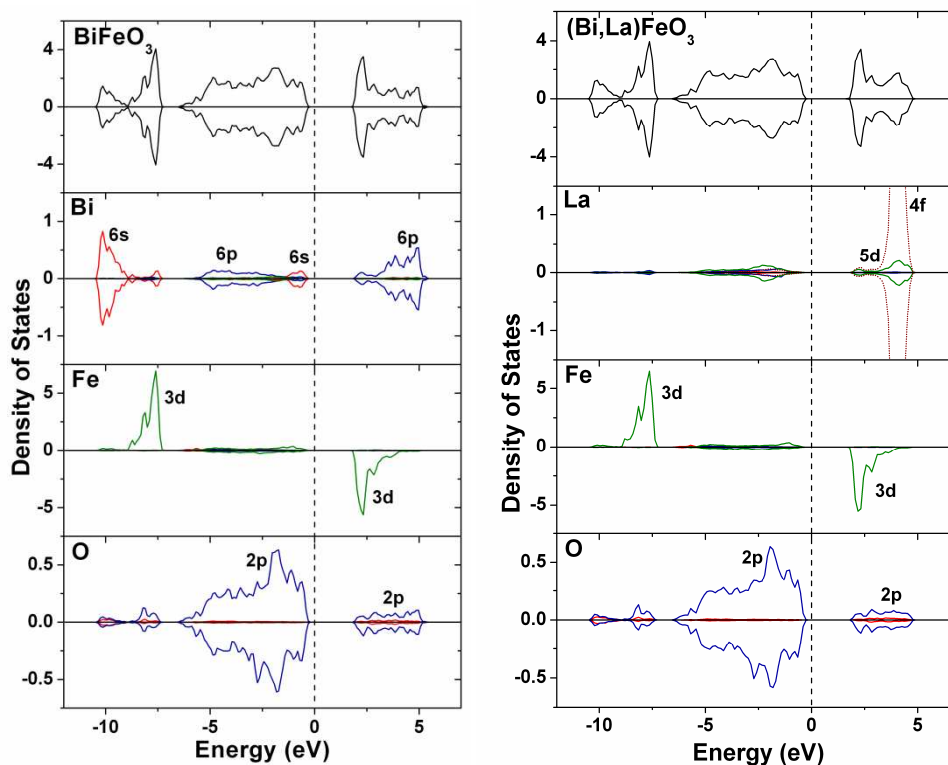 BiFeO3
4
0
-4
Bi
6s
6p
6s
6p
1
0
-1
Fe
3d
3d
5
0
-5
O
2p
2p
0.5
0.0
-0.5
-10
-5
0
5
Energy (eV)
Density of States
(Bi,La)FeO3
4
0
-4
La
4f
5d
1
0
-1
Fe
3d
3d
5
0
-5
O
2p
2p
0.5
0.0
-0.5
-10
-5
0
5
Energy (eV)
Density of States